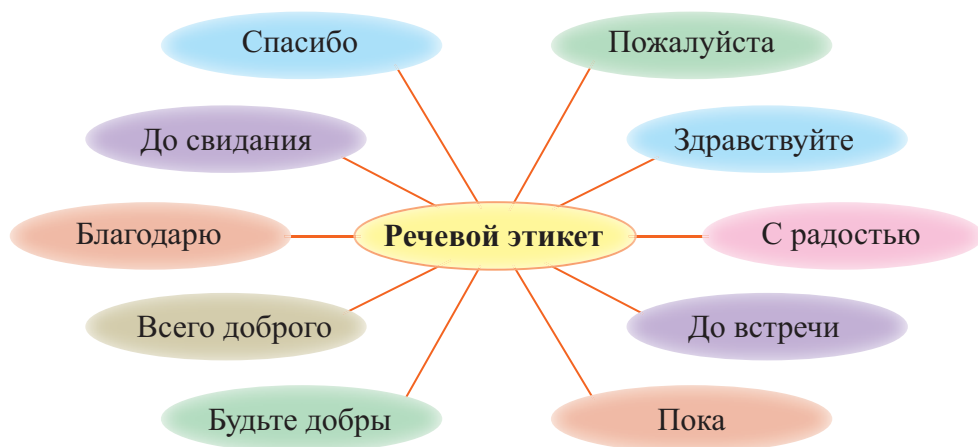 Спасибо
Пожалуйста
До свидания
Здравствуйте
Благодарю
Речевой этикет
С радостью
Всего доброго
До встречи
Будьте добры
Пока